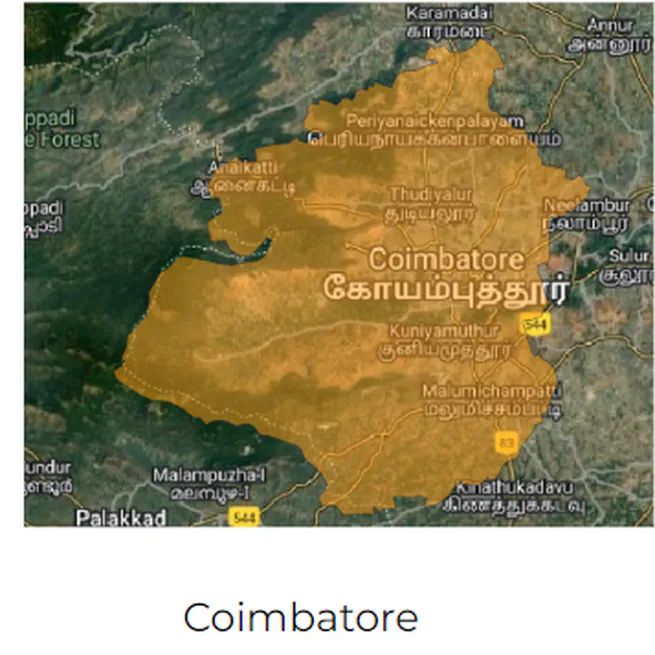 Karamadai
காரமடை
Annur
அன்னூர்
ppadi
e Forest
Periyanaickenpalayam
பெரியநாயக்கன்பாளையம்
Anaikatti
ஆனைகட்டி
Thudiyalur
துடியலூர்
ppadi
ப்பாடி
Neelambur
நீலாம்பூர்
Coimbatore
கோயம்புத்தூர்
Sulur
சூலூர்
544
Kuniyamuthur
குனியமுத்தூர்
Malumichampatti
மலுமிச்சம்பட்டி
83
undur
ண்டூர்
Malampuzha-I
மலம்புழ-I
Kinathukadavu
கிணத்துக்கடவு
Palakkad
544
Coimbatore